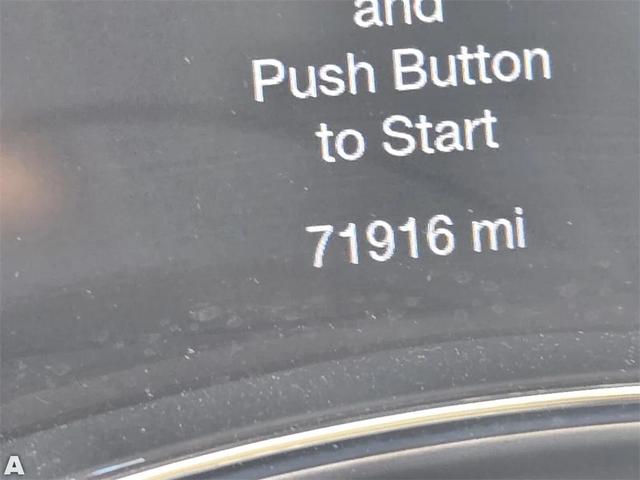 and
Push Button
to Start
71916 mi
A